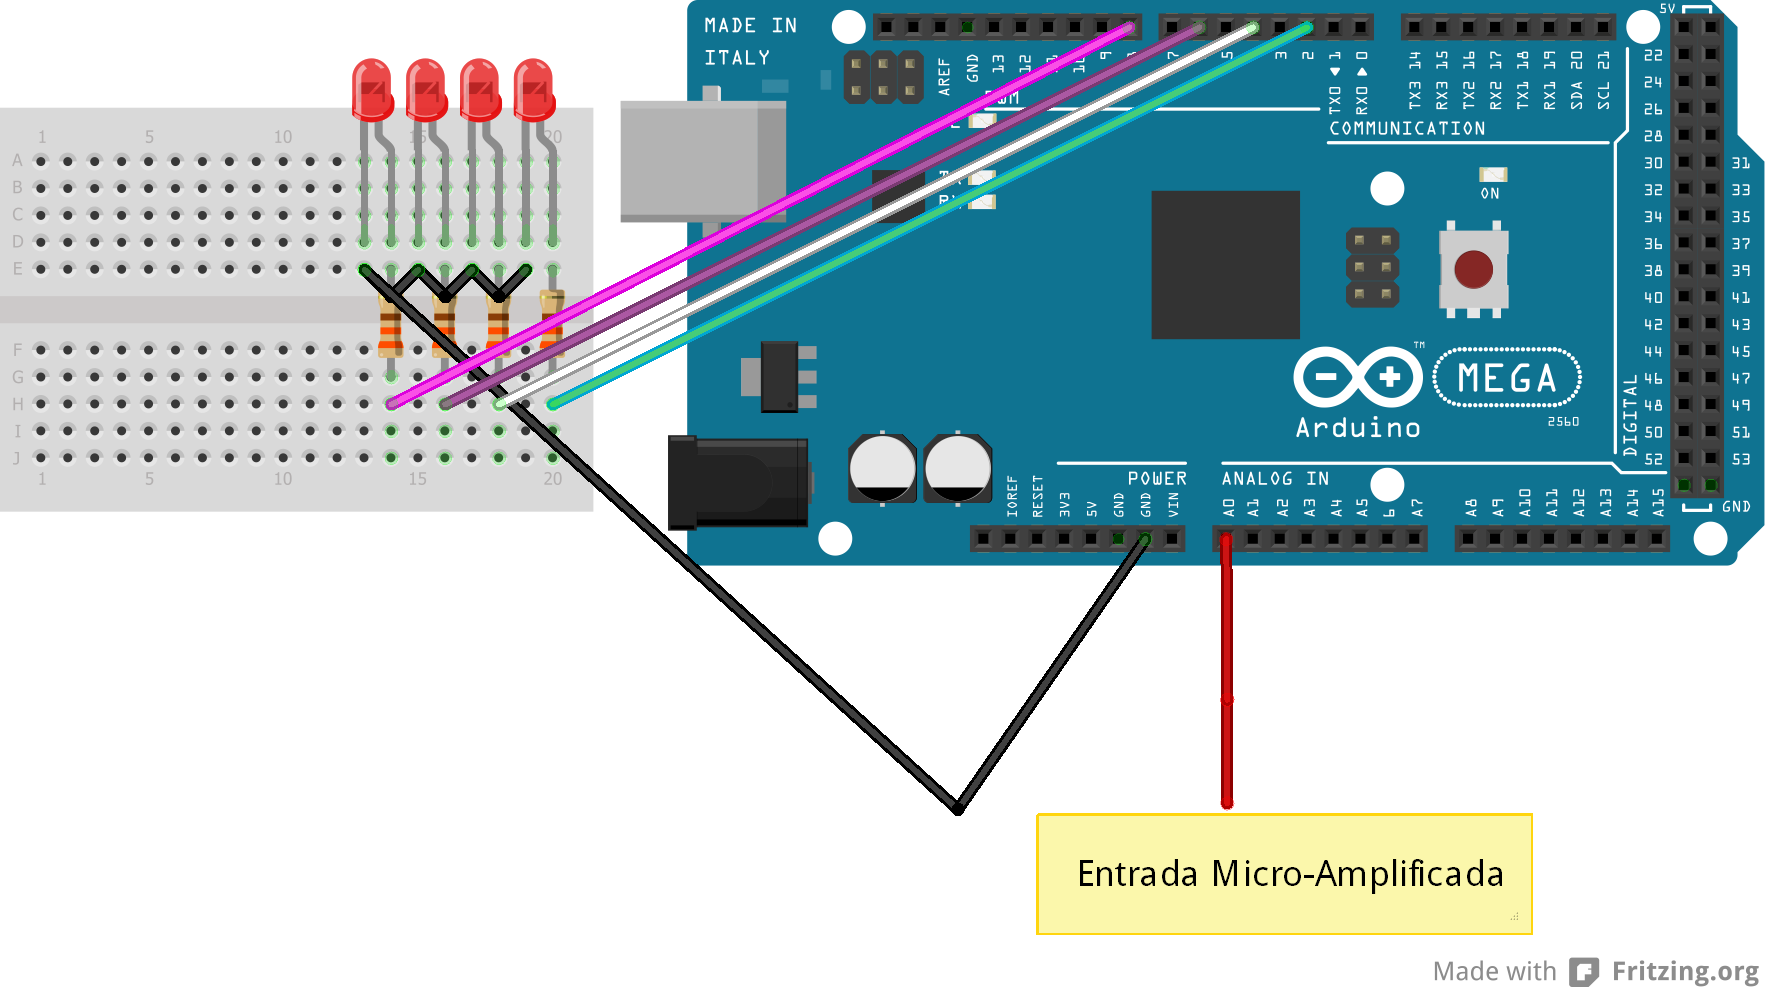 MADE IN
ITALY
AREF
GND
13
12
11
10
9
8
7
5
3
2
TX0 ◀ 1
RX0 ▶ 0
TX3 14
RX3 15
TX2 16
RX2 17
TX1 18
RX1 19
SDA 20
SCL 21
5V
COMMUNICATION
ON
22
24
26
28
30 31
32 33
34 35
36 37
38 39
40 41
42 43
44 45
46 47
48 49
50 51
52 53
GND
DIGITAL
1 5 10 15 20
A
B
C
D
E
F
G
H
I
J
1 5 10 15 20
Arduino
TM
MEGA
2560
POWER
ANALOG IN
IOREF
RESET
3V3
5V
GND
GND
VIN
A0
A1
A2
A3
A4
A5
6
A7
A8
A9
A10
A11
A12
A13
A14
A15
Entrada Micro-Amplificada
Made with Fritzing.org